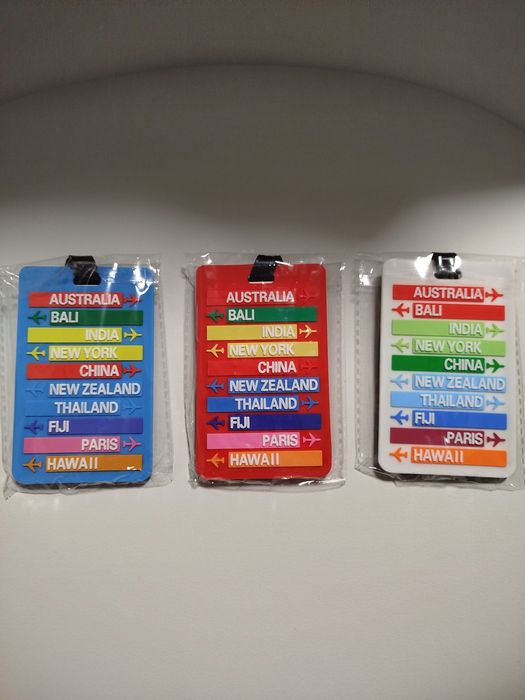 AUSTRALIA
BALI
INDIA
NEW YORK
CHINA
NEW ZEALAND
THAILAND
FIJI
PARIS
HAWAII
AUSTRALIA
BALI
INDIA
NEW YORK
CHINA
NEW ZEALAND
THAILAND
FIJI
PARIS
HAWAII
AUSTRALIA
BALI
INDIA
NEW YORK
CHINA
NEW ZEALAND
THAILAND
FIJI
PARIS
HAWAII